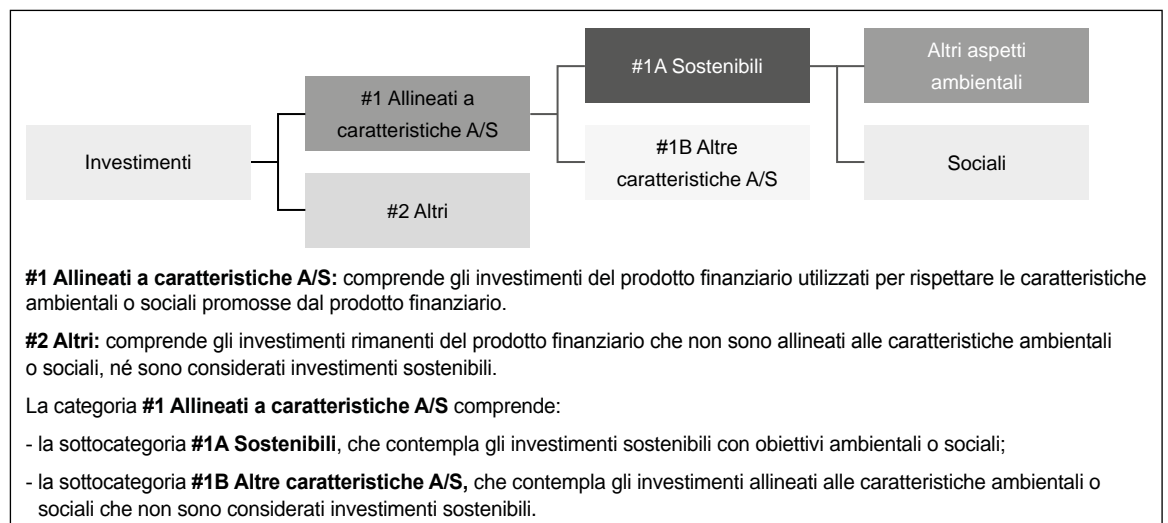 Investimenti
#1 Allineati a
caratteristiche A/S
#2 Altri
#1A Sostenibili
#1B Altre
caratteristiche A/S
Altri aspetti
ambientali
Sociali
#1 Allineati a caratteristiche A/S: comprende gli investimenti del prodotto finanziario utilizzati per rispettare le caratteristiche
ambientali o sociali promosse dal prodotto finanziario.
#2 Altri: comprende gli investimenti rimanenti del prodotto finanziario che non sono allineati alle caratteristiche ambientali
o sociali, né sono considerati investimenti sostenibili.
La categoria #1 Allineati a caratteristiche A/S comprende:
- la sottocategoria #1A Sostenibili, che contempla gli investimenti sostenibili con obiettivi ambientali o sociali;
- la sottocategoria #1B Altre caratteristiche A/S, che contempla gli investimenti allineati alle caratteristiche ambientali o
sociali che non sono considerati investimenti sostenibili.